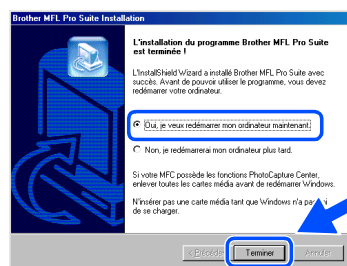 Brother MFL Pro Suite Installation
L'installation du programme Brother MFL Pro Suite
est terminée !
L'InstallShield Wizard a installé Brother MFL Pro Suite avec
succès. Avant de pouvoir utiliser le programme, vous devez
redémarrer votre ordinateur.
Oui, je veux redémarrer mon ordinateur maintenant.
Non, je redémarrerai mon ordinateur plus tard.
Si votre MFC possède les fonctions PhotoCapture Center,
enlever toutes les cartes média avant de redémarrer Windows.
N'insérer pas une carte média tant que Windows n'a
de se charger.
Terminer
Annuler